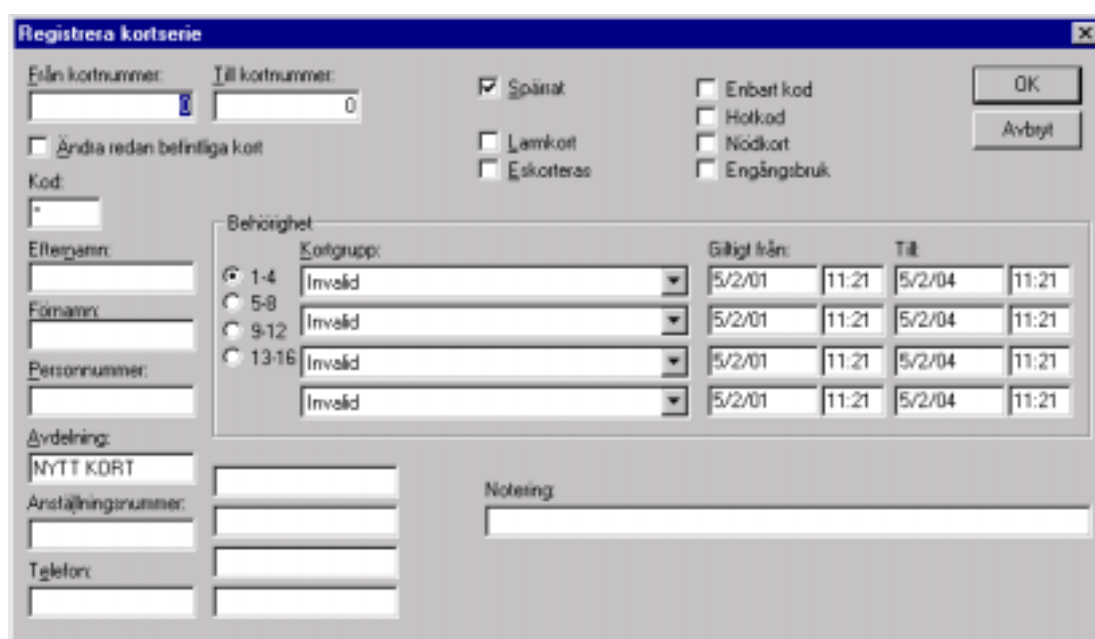 Registrera kortserie
Från kortnummer: Till kortnummer:
0 0
Ändra redan befintliga kort
Spärrat
Larmkort
Eskorteras
Enbart kod
Hotkod
Nödkort
Engångsbruk
OK
Avbryt
Kod:
*
Efternamn:
Förnamn:
Personnummer:
Avdelning:
NYTT KORT
Anställningsnummer:
Telefon:
Behörighet
1-4
5-8
9-12
13-16
Kortgrupp: Giltigt från: Till:
Invalid 5/2/01 11:21 5/2/04 11:21
Invalid 5/2/01 11:21 5/2/04 11:21
Invalid 5/2/01 11:21 5/2/04 11:21
Invalid 5/2/01 11:21 5/2/04 11:21
Notering: